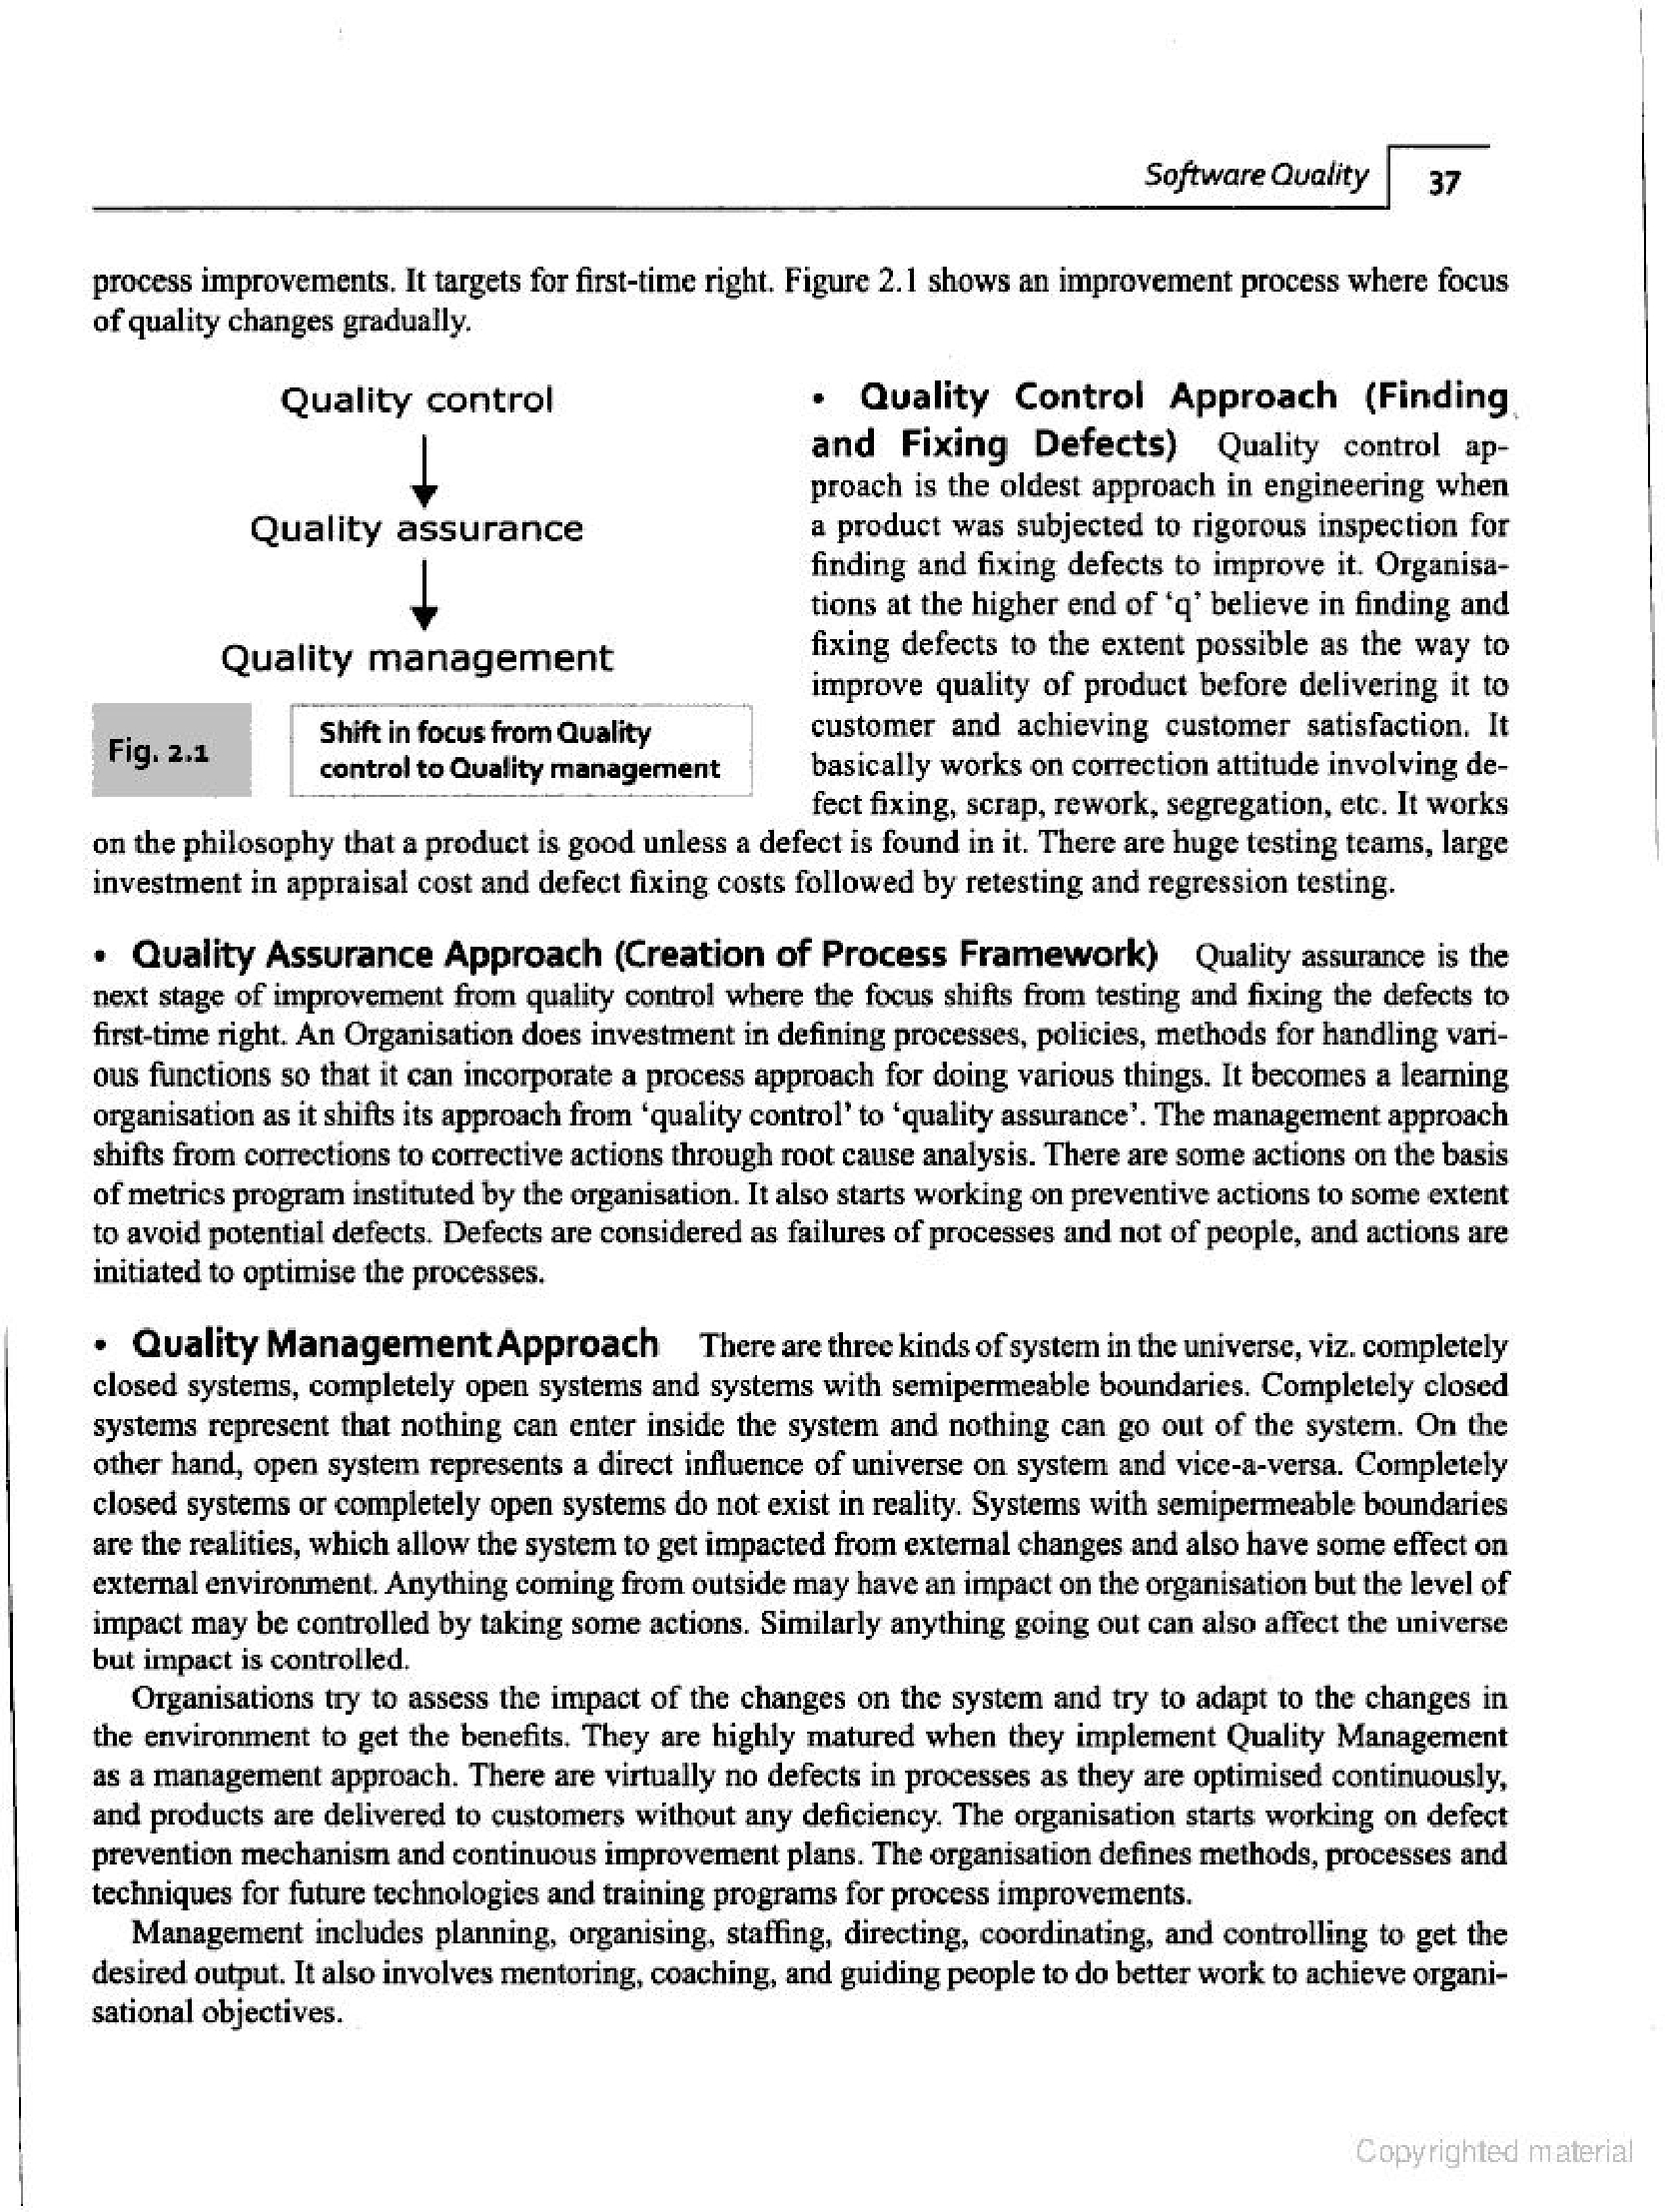 Software Quality 37
process improvements. It targets for first-time right. Figure 2.1 shows an improvement process where focus
of quality changes gradually.
Quality control
Quality assurance
Quality management
Fig. 2.1
Shift in focus from Quality
control to Quality management
• Quality Control Approach (Finding
and Fixing Defects) Quality control ap-
proach is the oldest approach in engineering when
a product was subjected to rigorous inspection for
finding and fixing defects to improve it. Organisa-
tions at the higher end of ‘q’ believe in finding and
fixing defects to the extent possible as the way to
improve quality of product before delivering it to
customer and achieving customer satisfaction. It
basically works on correction attitude involving de-
fect fixing, scrap, rework, segregation, etc. It works
on the philosophy that a product is good unless a defect is found in it. There are huge testing teams, large
investment in appraisal cost and defect fixing costs followed by retesting and regression testing.
• Quality Assurance Approach (Creation of Process Framework) Quality assurance is the
next stage of improvement from quality control where the focus shifts from testing and fixing the defects to
first-time right. An Organisation does investment in defining processes, policies, methods for handling vari-
ous functions so that it can incorporate a process approach for doing various things. It becomes a learning
organisation as it shifts its approach from ‘quality control’ to ‘quality assurance’. The management approach
shifts from corrections to corrective actions through root cause analysis. There are some actions on the basis
of metrics program instituted by the organisation. It also starts working on preventive actions to some extent
to avoid potential defects. Defects are considered as failures of processes and not of people, and actions are
initiated to optimise the processes.
• Quality Management Approach There are three kinds of system in the universe, viz. completely
closed systems, completely open systems and systems with semipermeable boundaries. Completely closed
systems represent that nothing can enter inside the system and nothing can go out of the system. On the
other hand, open system represents a direct influence of universe on system and vice-a-versa. Completely
closed systems or completely open systems do not exist in reality. Systems with semipermeable boundaries
are the realities, which allow the system to get impacted from external changes and also have some effect on
external environment. Anything coming from outside may have an impact on the organisation but the level of
impact may be controlled by taking some actions. Similarly anything going out can also affect the universe
but impact is controlled.
Organisations try to assess the impact of the changes on the system and try to adapt to the changes in
the environment to get the benefits. They are highly matured when they implement Quality Management
as a management approach. There are virtually no defects in processes as they are optimised continuously,
and products are delivered to customers without any deficiency. The organisation starts working on defect
prevention mechanism and continuous improvement plans. The organisation defines methods, processes and
techniques for future technologies and training programs for process improvements.
Management includes planning, organising, staffing, directing, coordinating, and controlling to get the
desired output. It also involves mentoring, coaching, and guiding people to do better work to achieve organi-
sational objectives.
Copyrighted material